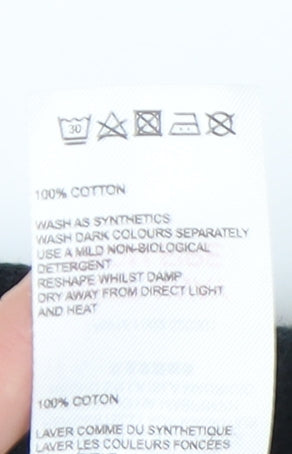 30
100% COTTON
WASH AS SYNTHETICS
WASH DARK COLOURS SEPARATELY
USE A MILD NON-BIOLOGICAL
DETERGENT
RESHAPE WHILST DAMP
DRY AWAY FROM DIRECT LIGHT
AND HEAT
100% COTON
LAVER COMME DU SYNTHETIQUE
LAVER LES COULEURS FONCÉES